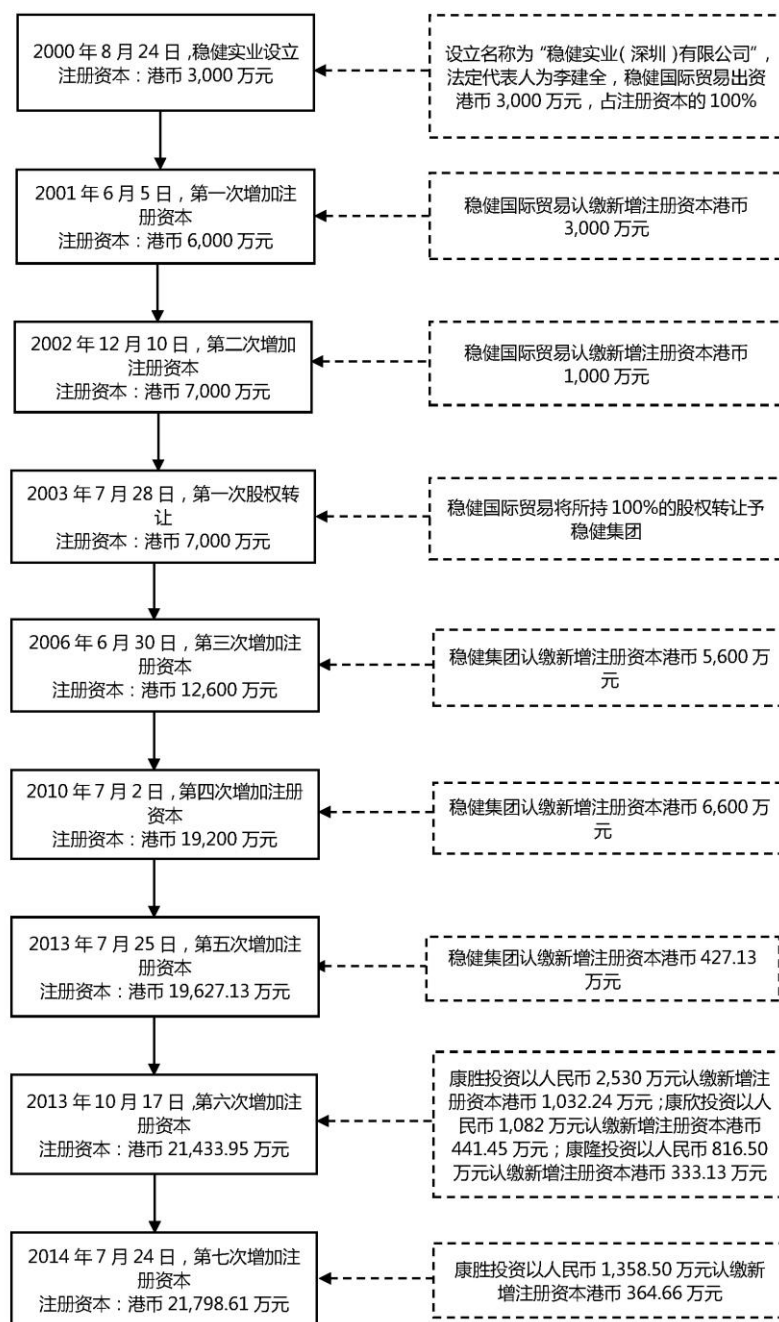 2000 年 8 月 24 日 ,稳健实业设立
注册资本：港币 3,000 万元
设立名称为 “稳健实业( 深圳 )有限公司” ，
法定代表人为李建全，稳健国际贸易出资
港币 3,000 万元，占注册资本的 100%
2001 年 6 月 5 日，第一次增加注
册资本
注册资本：港币 6,000 万元
稳健国际贸易认缴新增注册资本港币
3,000 万元
2002 年 12 月 10 日，第二次增加
注册资本
注册资本：港币 7,000 万元
稳健国际贸易认缴新增注册资本港币
1,000 万元
2003 年 7 月 28 日，第一次股权转
让
注册资本：港币 7,000 万元
稳健国际贸易将所持 100%的股权转让予
稳健集团
2006 年 6 月 30 日，第三次增加注
册资本
注册资本：港币 12,600 万元
稳健集团认缴新增注册资本港币 5,600 万
元
2010 年 7 月 2 日 ,第四次增加注册
资本
注册资本：港币 19,200 万元
稳健集团认缴新增注册资本港币 6,600 万
元
2013 年 7 月 25 日，第五次增加注
册资本
注册资本：港币 19,627.13 万元
稳健集团认缴新增注册资本港币 427.13
万元
2013 年 10 月 17 日 ,第六次增加注
册资本
注册资本：港币 21,433.95 万元
康胜投资以人民币 2,530 万元认缴新增注
册资本港币 1,032.24 万元 ;康欣投资以人
民币 1,082 万元认缴新增注册资本港币
441.45 万元；康隆投资以人民币 816.50
万元认缴新增注册资本港币 333.13 万元
2014 年 7 月 24 日，第七次增加注
册资本
注册资本：港币 21,798.61 万元
康胜投资以人民币 1,358.50 万元认缴新
增注册资本港币 364.66 万元